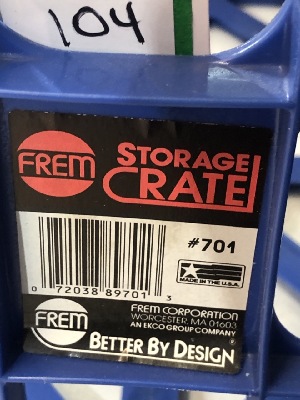 104
FREM
STORAGE
CRATE
#701
MADE IN THE U.S.A.
0 72038 89701 3
FREM
FREM CORPORATION
WORCESTER, MA 01603
AN EKCO GROUP COMPANY
BETTER BY DESIGN ®